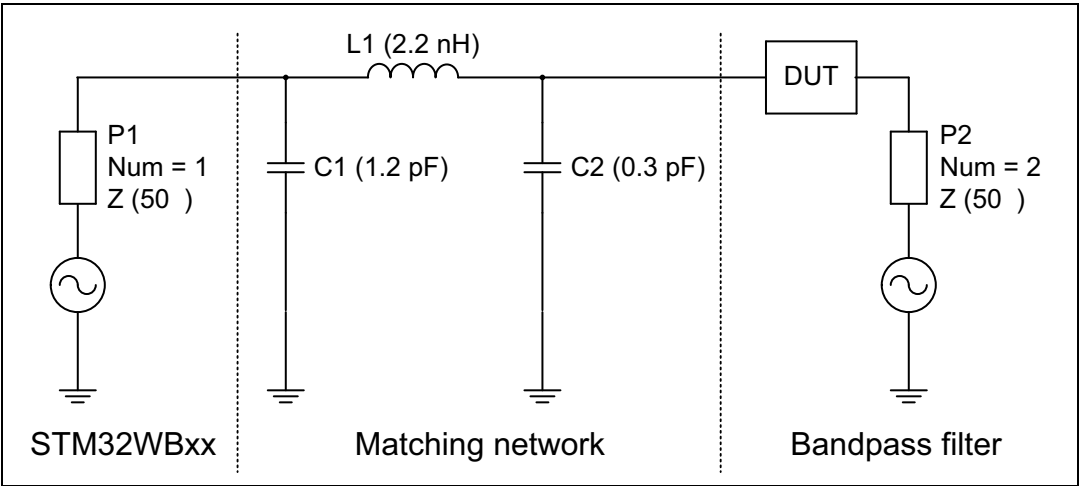 L1 (2.2 nH)
DUT
P1
Num = 1
Z (50 )
C1 (1.2 pF)
C2 (0.3 pF)
P2
Num = 2
Z (50 )
STM32WBxx
Matching network
Bandpass filter